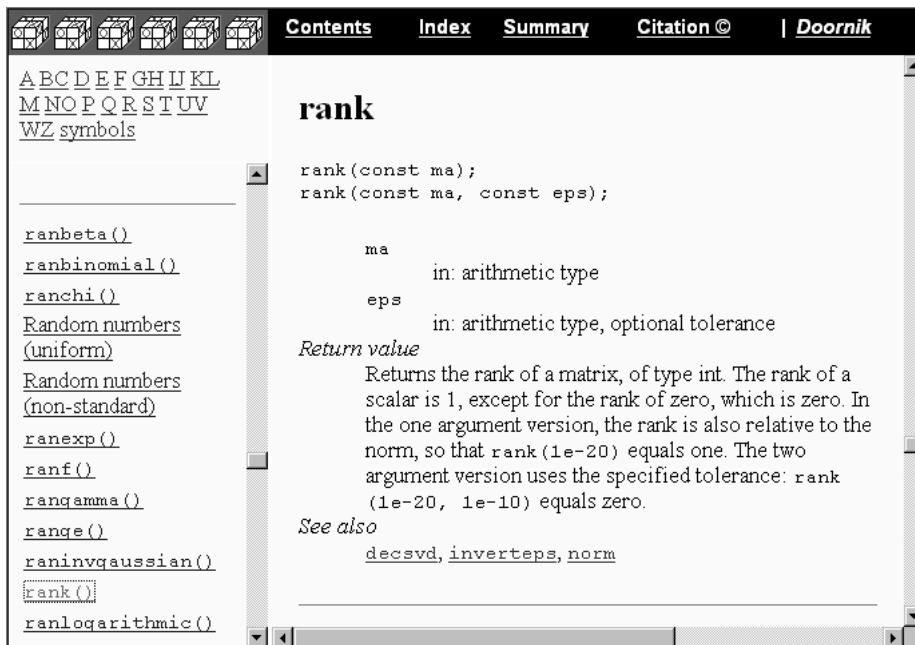 Contents Index Summary Citation © | Doornik
A BC D E F GH IJ KL
M NO P Q R S T UV
WZ symbols
ranbeta()
ranbinomial()
ranchi()
Random numbers
(uniform)
Random numbers
(non-standard)
ranexp()
ranf()
rangamma()
range()
raninvgaussian()
rank()
ranlogarithmic()
rank
rank(const ma);
rank(const ma, const eps);
ma
in: arithmetic type
eps
in: arithmetic type, optional tolerance
Return value
Returns the rank of a matrix, of type int. The rank of a
scalar is 1, except for the rank of zero, which is zero. In
the one argument version, the rank is also relative to the
norm, so that rank(1e-20) equals one. The two
argument version uses the specified tolerance: rank
(1e-20, 1e-10) equals zero.
See also
decsvd, inverteps, norm